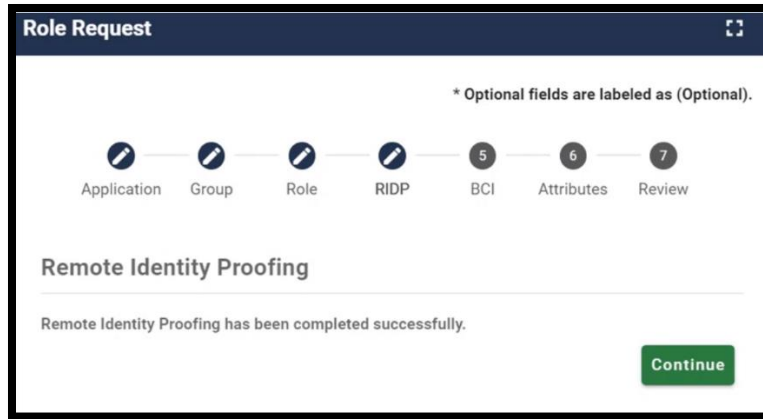 Role Request
* Optional fields are labeled as (Optional).
5 6 7
Application Group Role RIDP BCI Attributes Review
Remote Identity Proofing
Remote Identity Proofing has been completed successfully.
Continue